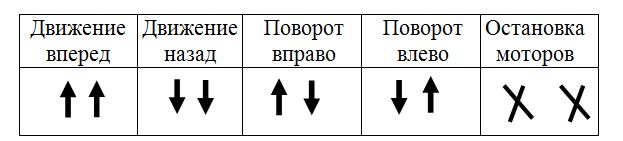 Движение вперед
Движение назад
Поворот вправо
Поворот влево
Остановка моторов